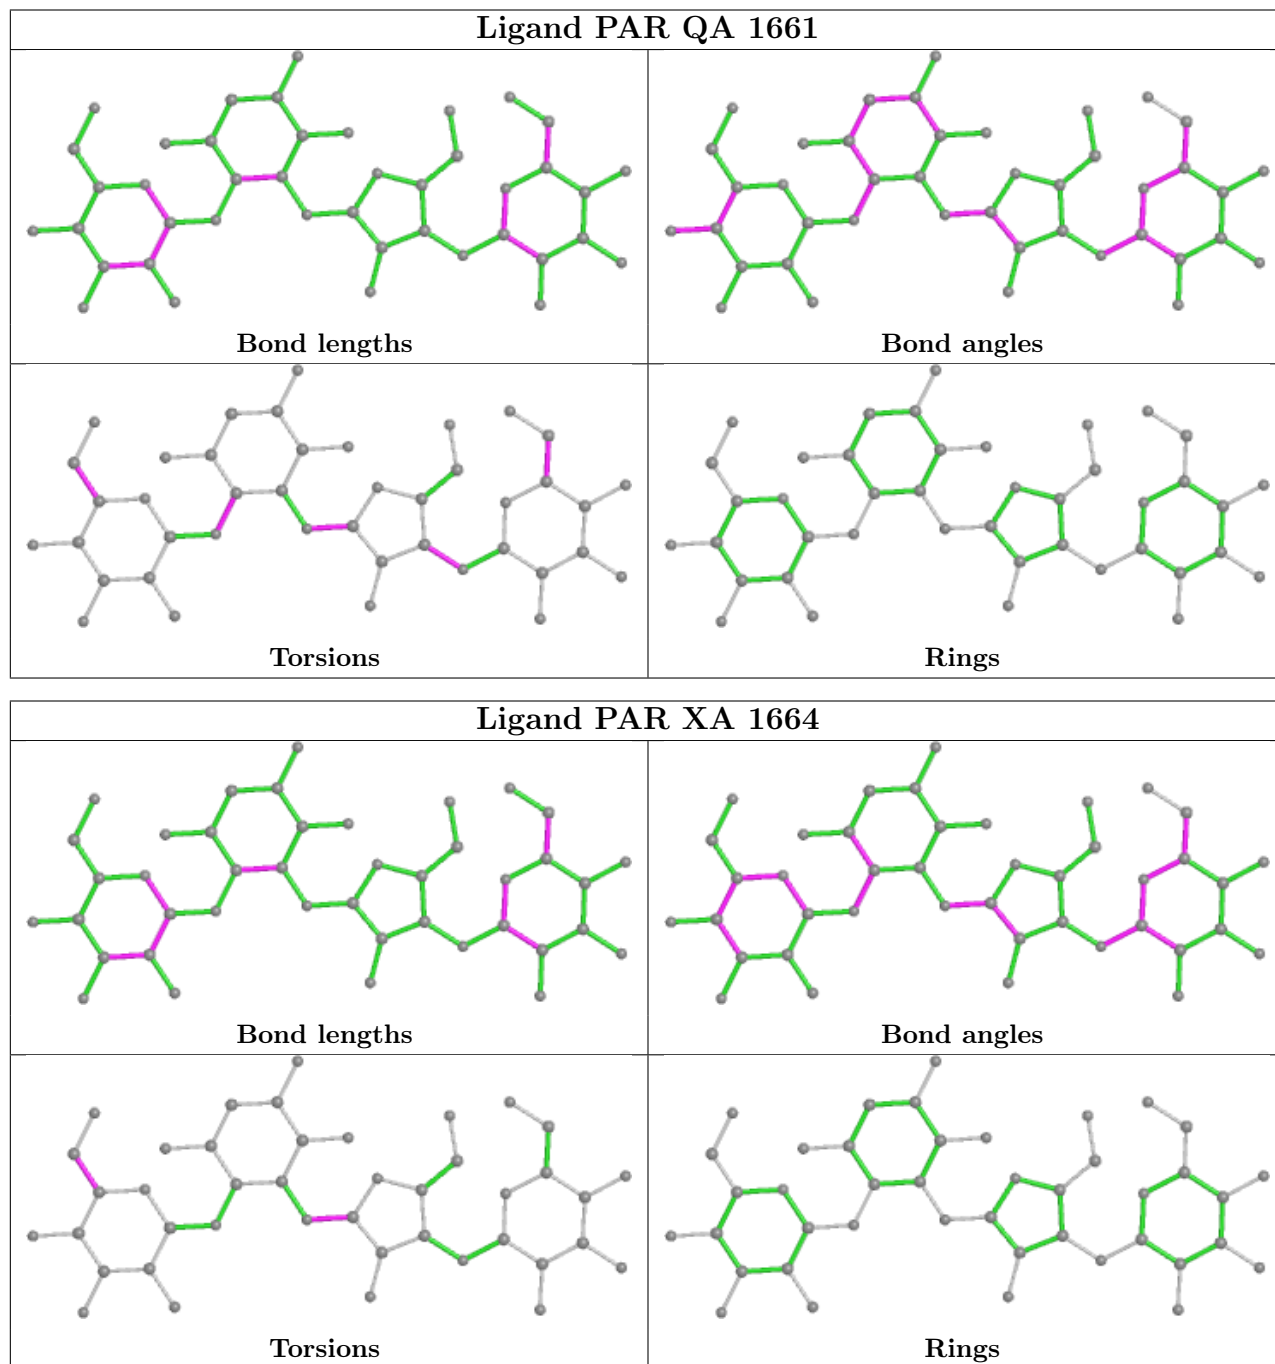 Ligand PAR QA 1661
Bond lengths
Bond angles
Torsions
Rings
Ligand PAR XA 1664
Bond lengths
Bond angles
Torsions
Rings